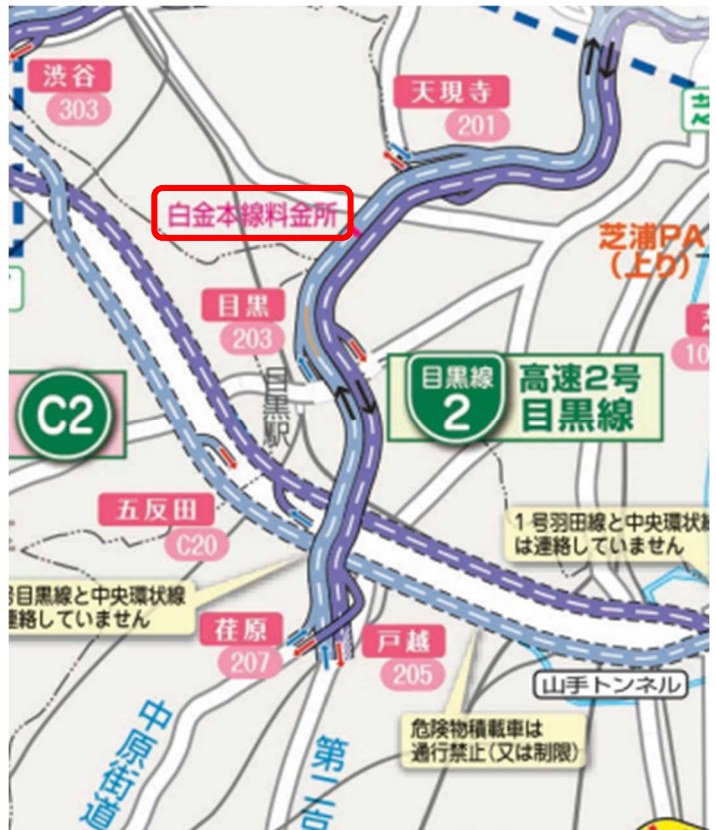 渋谷
303
天現寺
201
白金本線料金所
芝浦PA
(上り)
目黒
203
10
目黒線
2
高速2号
目黒線
C2
目黒駅
五反田
C20
1号羽田線と中央環状線
は連絡していません
号目黒線と中央環状線
連絡していません
荏原
207
戸越
205
山手トンネル
危険物積載車は
通行禁止(又は制限)
中原街道
第二